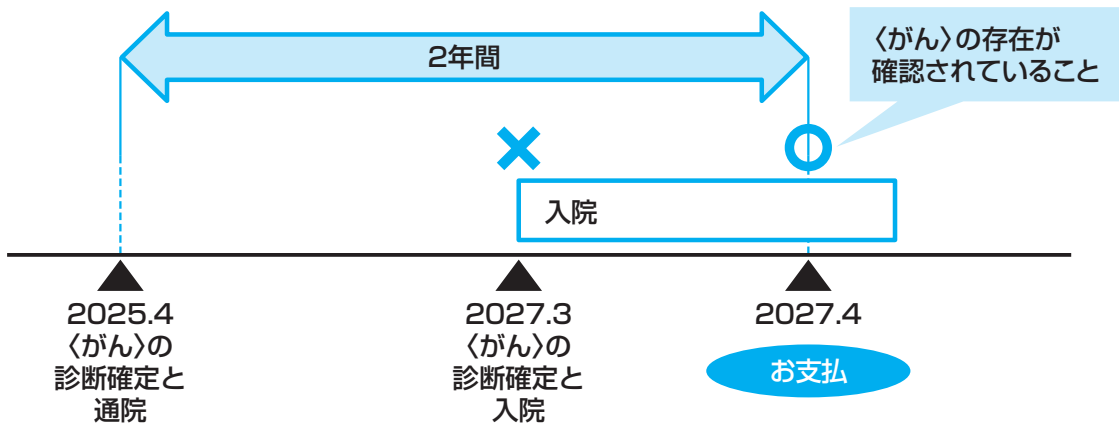 2年間
〈がん〉の存在が
確認されていること
入院
2025.4
〈がん〉の
診断確定と
通院
2027.3
〈がん〉の
診断確定と
入院
2027.4
お支払